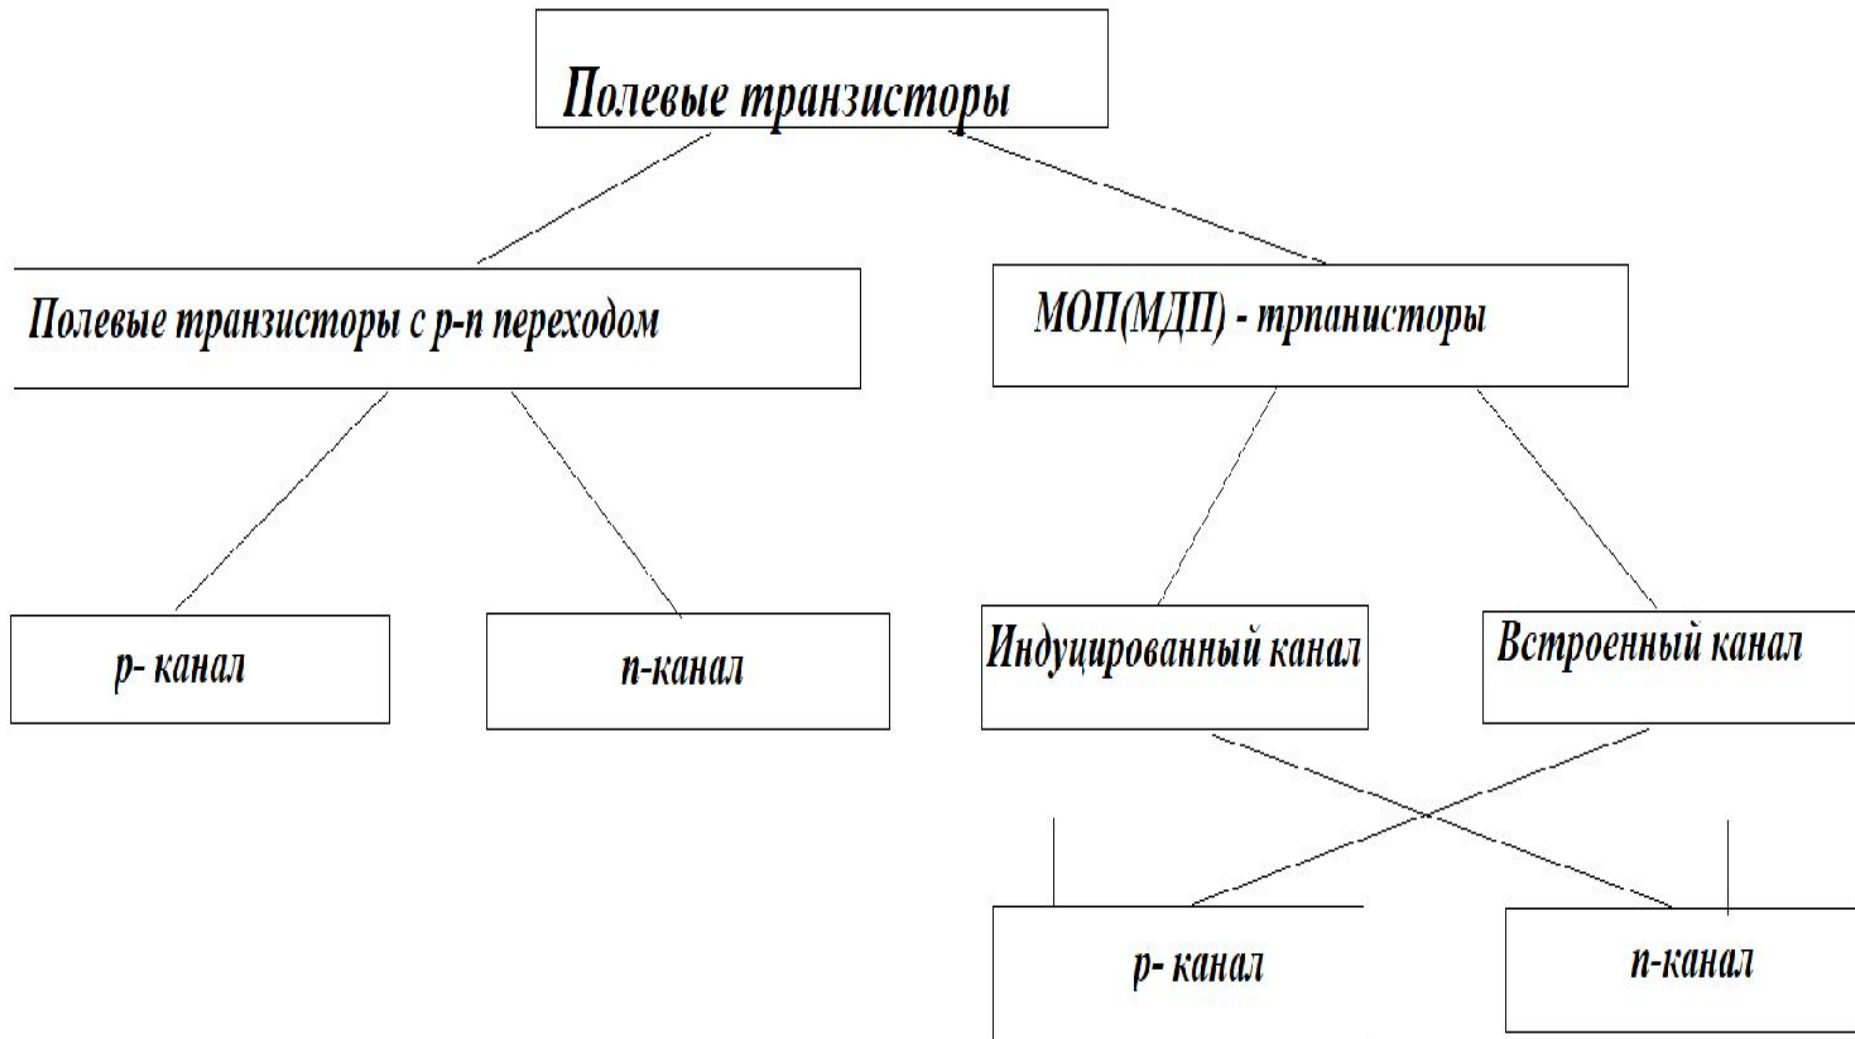 Полевые транзисторы
Полевые транзисторы с p-n переходом
МОП(МДП) - трпанисторы
p- канал
n-канал
Индуцированный канал
Встроенный канал
p- канал
n-канал